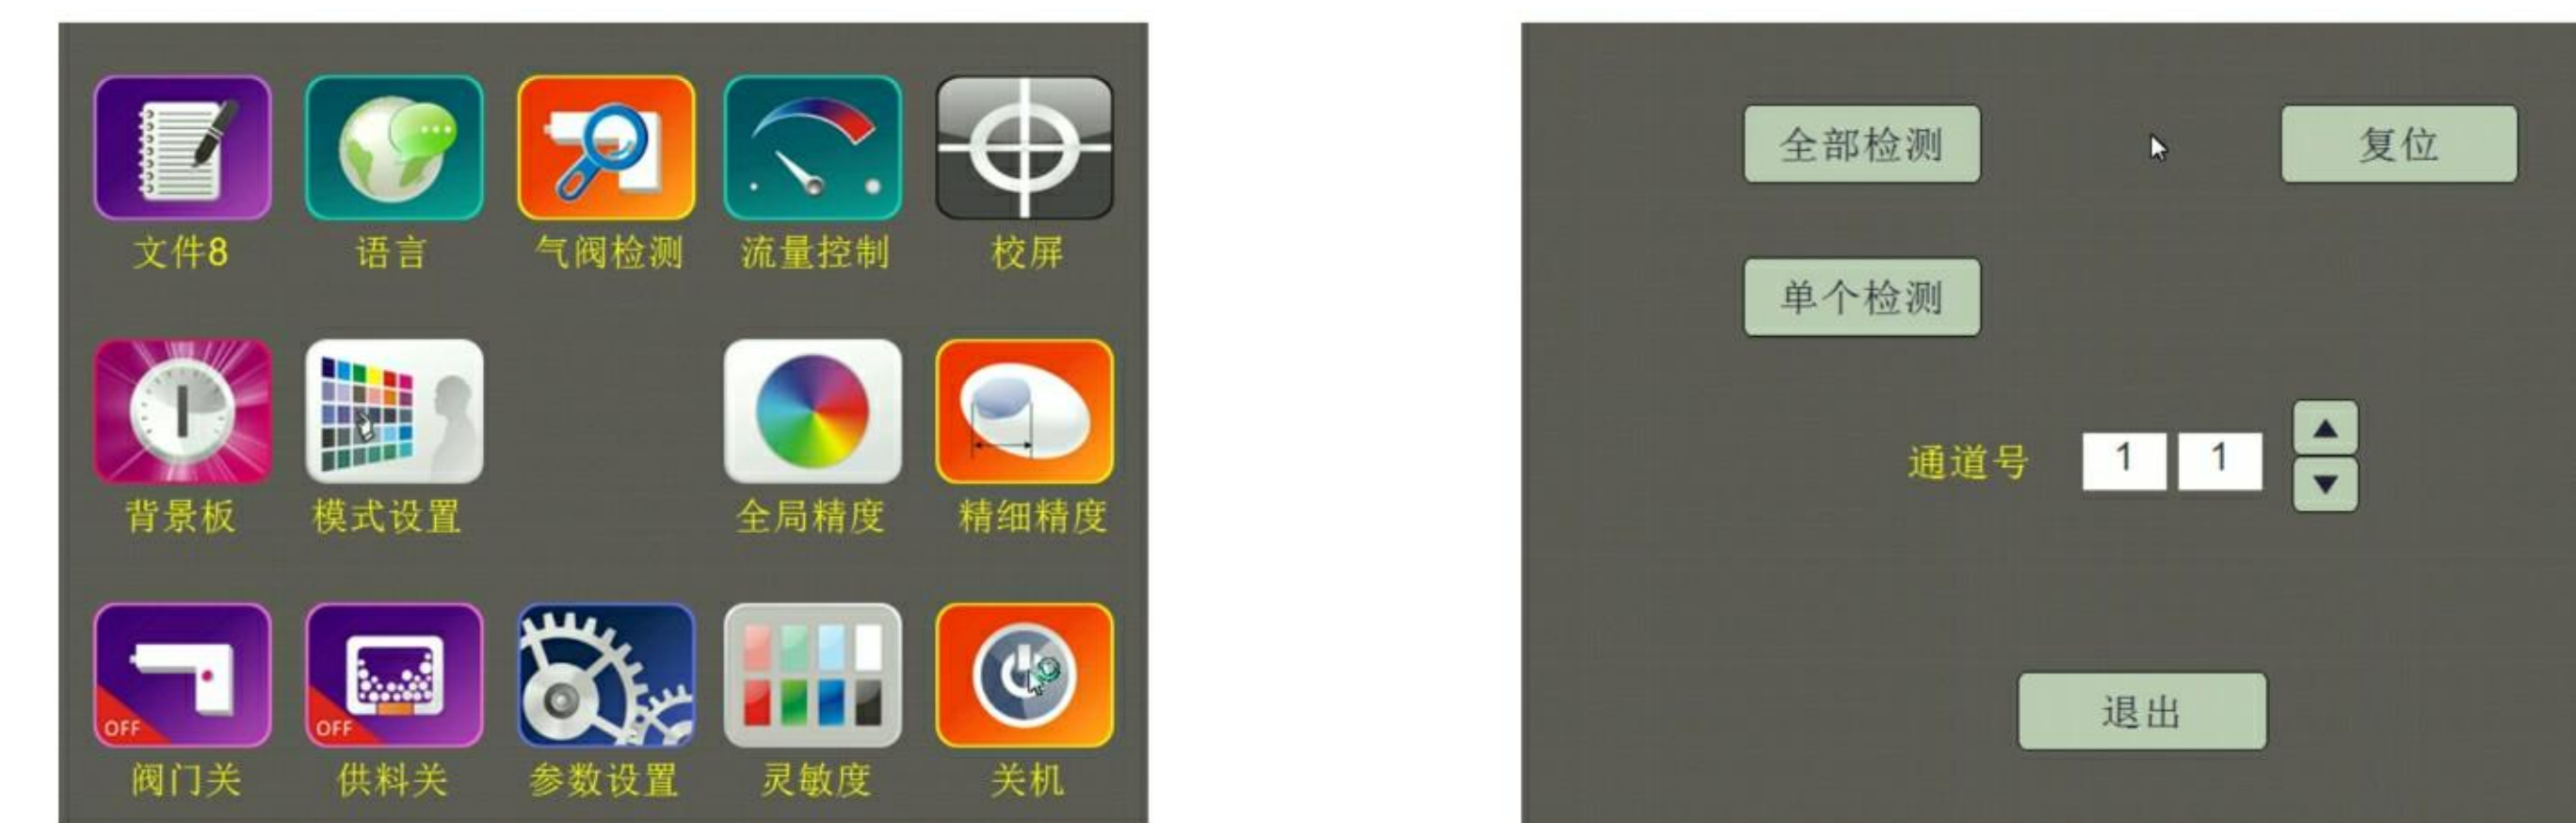 文件8 语言 气阀检测 流量控制 校屏
背景板 模式设置 全局精度 精细精度
OFF OFF
阀门关 供料关 参数设置 灵敏度 关机
全部检测 复位
单个检测
通道号 1 1
退出